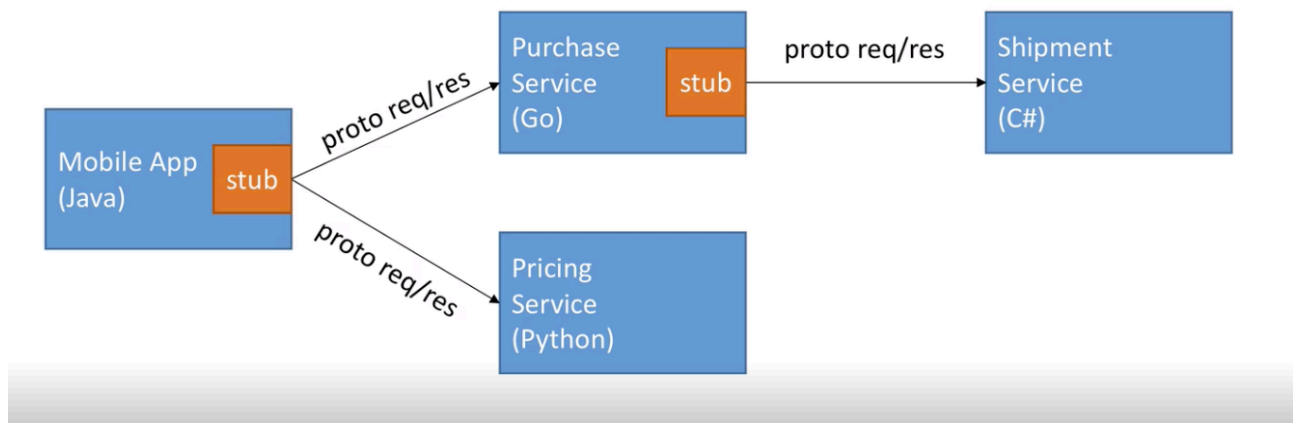 Mobile App
(Java)
stub
proto req/res
proto req/res
Purchase
Service
(Go)
stub
proto req/res
Shipment
Service
(C#)
Pricing
Service
(Python)